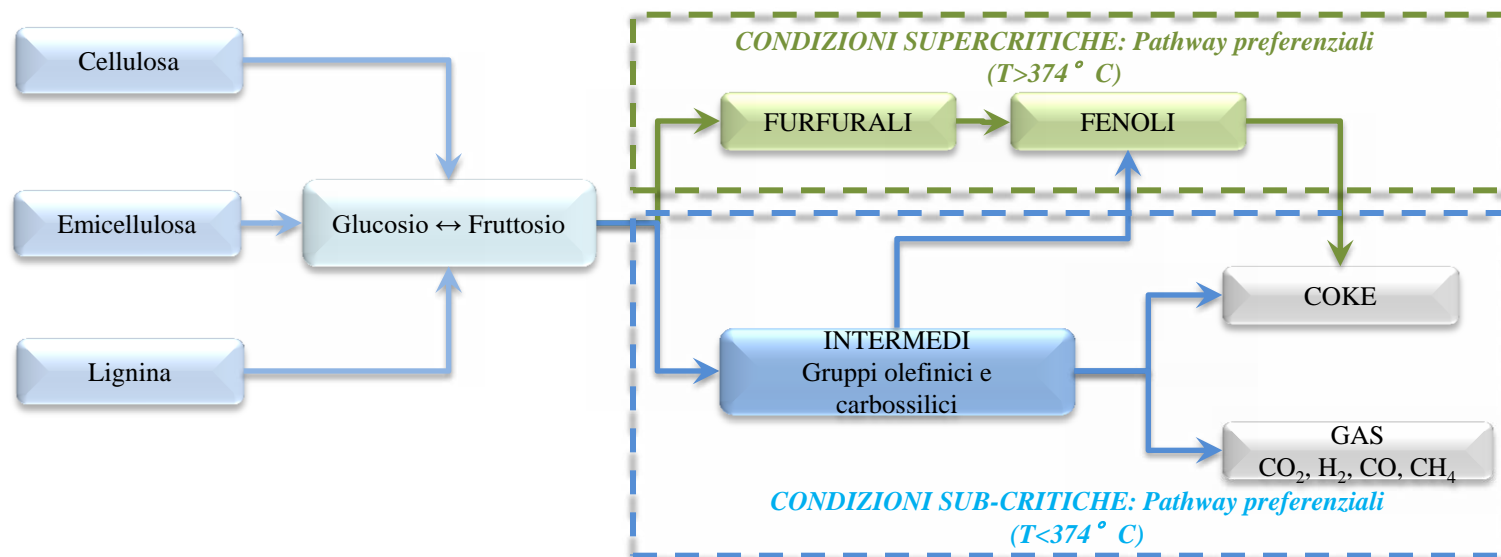 CONDIZIONI SUPERCRITICHE: Pathway preferenziali
(T>374° C)
Cellulosa
FURFURALI
FENOLI
Emicellulosa
Glucosio ↔ Fruttosio
COKE
Lignina
INTERMEDI
Gruppi olefinici e
carbossilici
GAS
CO₂, H₂, CO, CH₄
CONDIZIONI SUB-CRITICHE: Pathway preferenziali
(T<374° C)